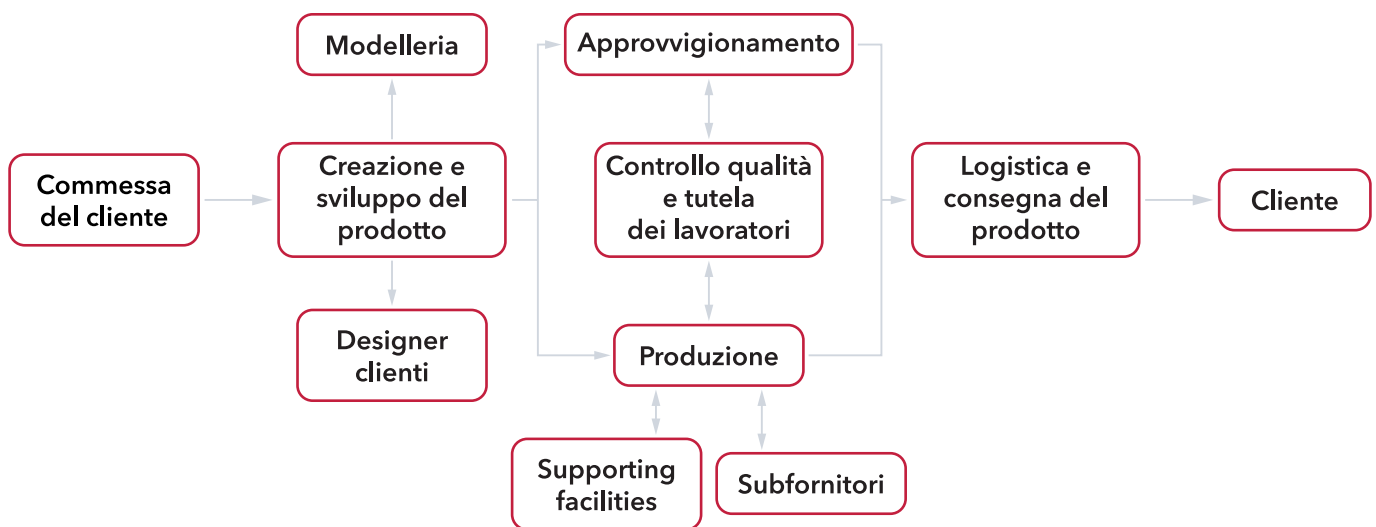 Modelleria
Approvvigionamento
Commessa
del cliente
Creazione e
sviluppo del
prodotto
Controllo qualità
e tutela
dei lavoratori
Logistica e
consegna del
prodotto
Cliente
Designer
clienti
Produzione
Supporting
facilities
Subfornitori